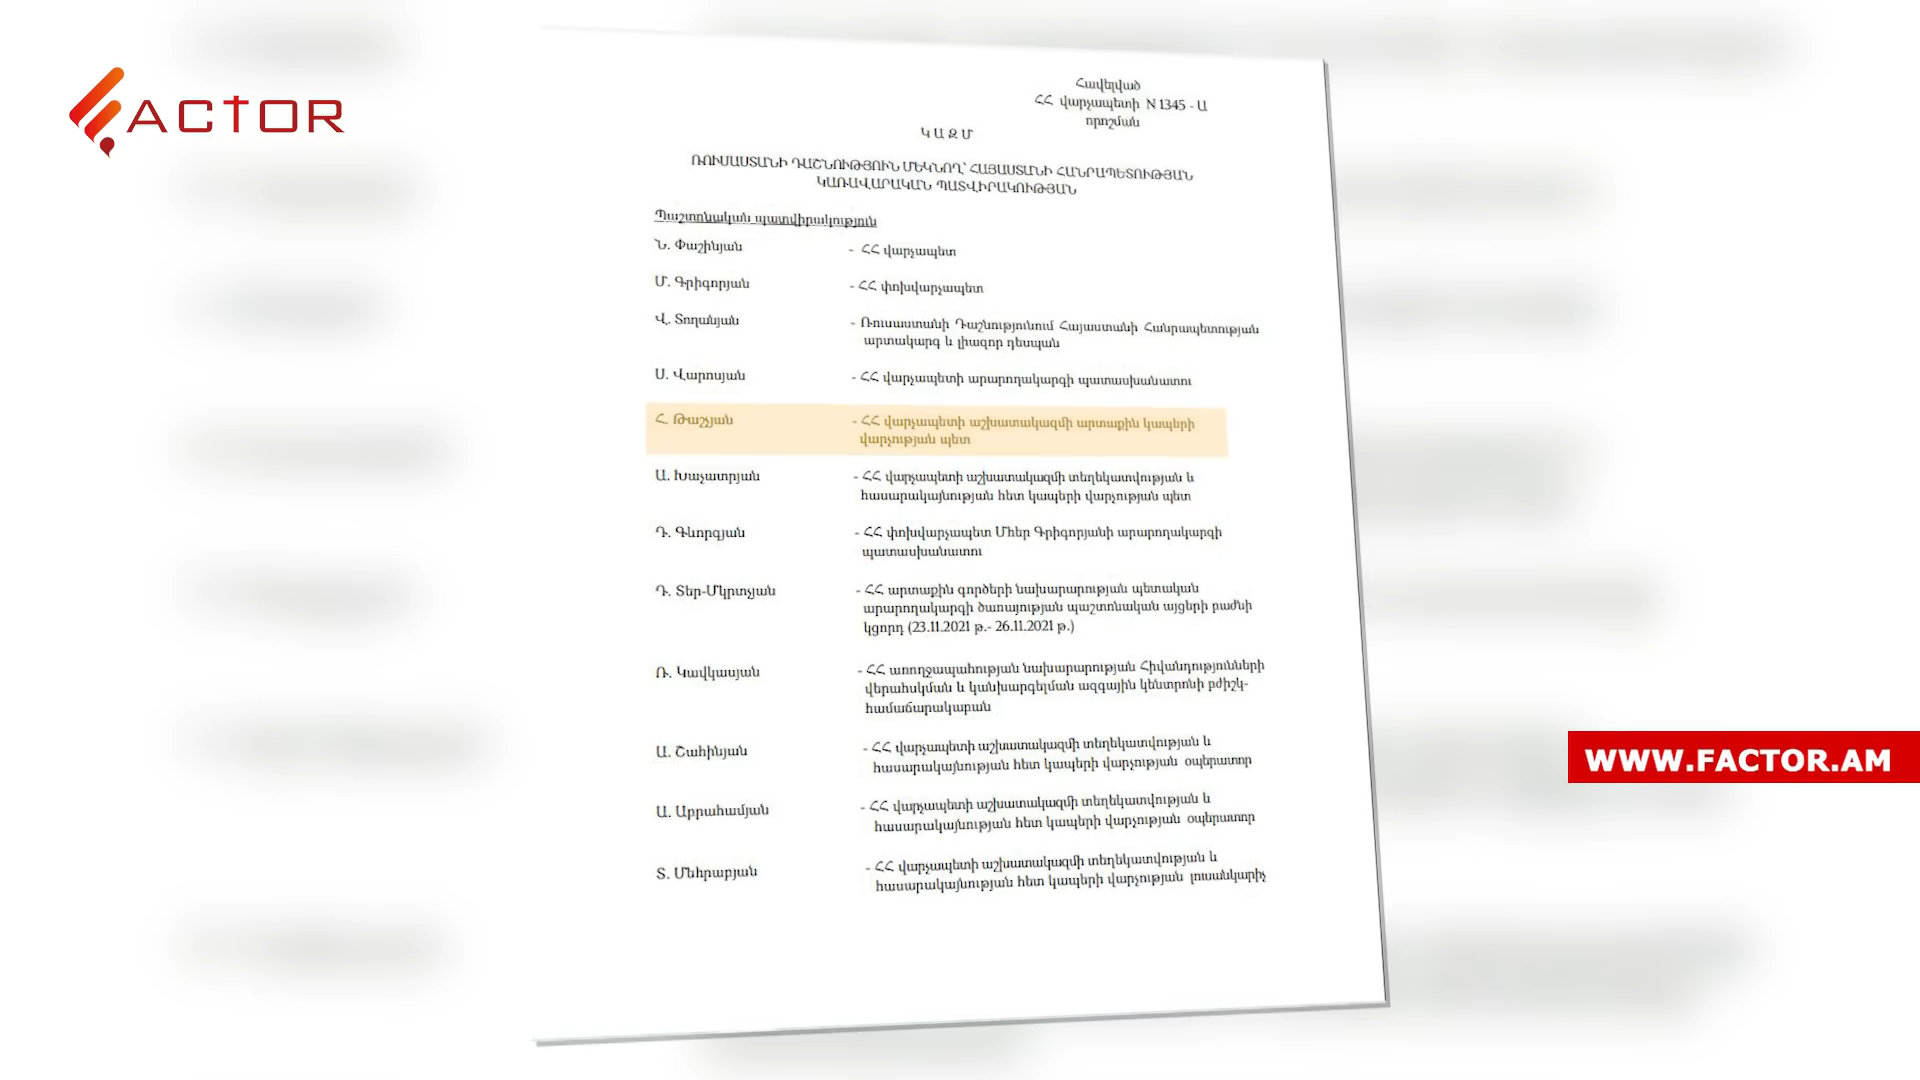 ACTOR
Հավելված
ՀՀ վարչապետի N 1345 - Ա
որոշման
ԿԱԶՄ
ՌՈՒՍԱՍՏԱՆԻ ԴԱՇՆՈՒԹՅՈՒՆ ՄԵԿՆՈՂ՝ ՀԱՅԱՍՏԱՆԻ ՀԱՆՐԱՊԵՏՈՒԹՅԱՆ
ԿԱՌԱՎԱՐԱԿԱՆ ՊԱՏՎԻՐԱԿՈՒԹՅԱՆ
Պաշտոնական պատվիրակություն
Ն. Փաշինյան - ՀՀ վարչապետ
Մ. Գրիգորյան - ՀՀ փոխվարչապետ
Վ. Տողանյան - Ռուսաստանի Դաշնությունում Հայաստանի Հանրապետության
արտակարգ և լիազոր դեսպան
Ս. Վարոսյան - ՀՀ վարչապետի արարողակարգի պատասխանատու
Հ. Թաշչյան - ՀՀ վարչապետի աշխատակազմի արտաքին կապերի
վարչության պետ
Ա. Խաչատրյան - ՀՀ վարչապետի աշխատակազմի տեղեկատվության և
հասարակայնության հետ կապերի վարչության պետ
Դ. Գևորգյան - ՀՀ փոխվարչապետ Մհեր Գրիգորյանի արարողակարգի
պատասխանատու
Դ. Տեր-Մկրտչյան - ՀՀ արտաքին գործերի նախարարության պետական
արարողակարգի ծառայության պաշտոնական այցերի բաժնի
կցորդ (23.11.2021 թ.- 26.11.2021 թ.)
Ռ. Կավկասյան - ՀՀ առողջապահության նախարարության Հիվանդությունների
վերահսկման և կանխարգելման ազգային կենտրոնի բժիշկ-
համաճարակաբան
Ա. Շահինյան - ՀՀ վարչապետի աշխատակազմի տեղեկատվության և
հասարակայնության հետ կապերի վարչության օպերատոր
Ա. Աբրահամյան - ՀՀ վարչապետի աշխատակազմի տեղեկատվության և
հասարակայնության հետ կապերի վարչության օպերատոր
Տ. Մեհրաբյան - ՀՀ վարչապետի աշխատակազմի տեղեկատվության և
հասարակայնության հետ կապերի վարչության լուսանկարիչ
WWW.FACTOR.AM